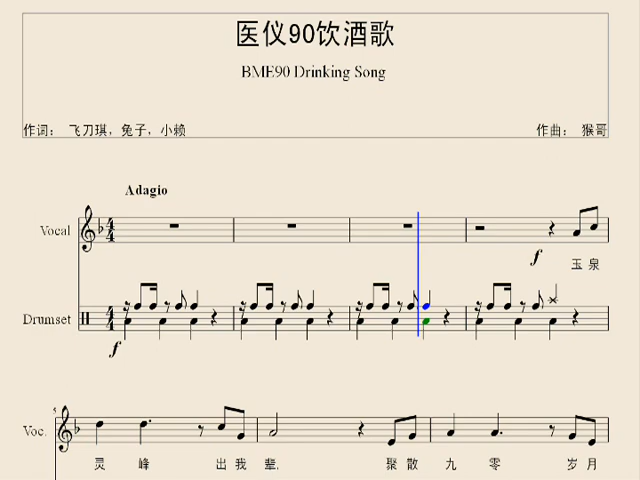 医仪90饮酒歌
BME90 Drinking Song
作词： 飞刀琪，兔子，小赖
作曲： 猴哥
Adagio
Vocal
f
玉 泉
Drumset
f
5
Voc.
灵 峰 出 我 辈. 聚 散 九 零 岁 月